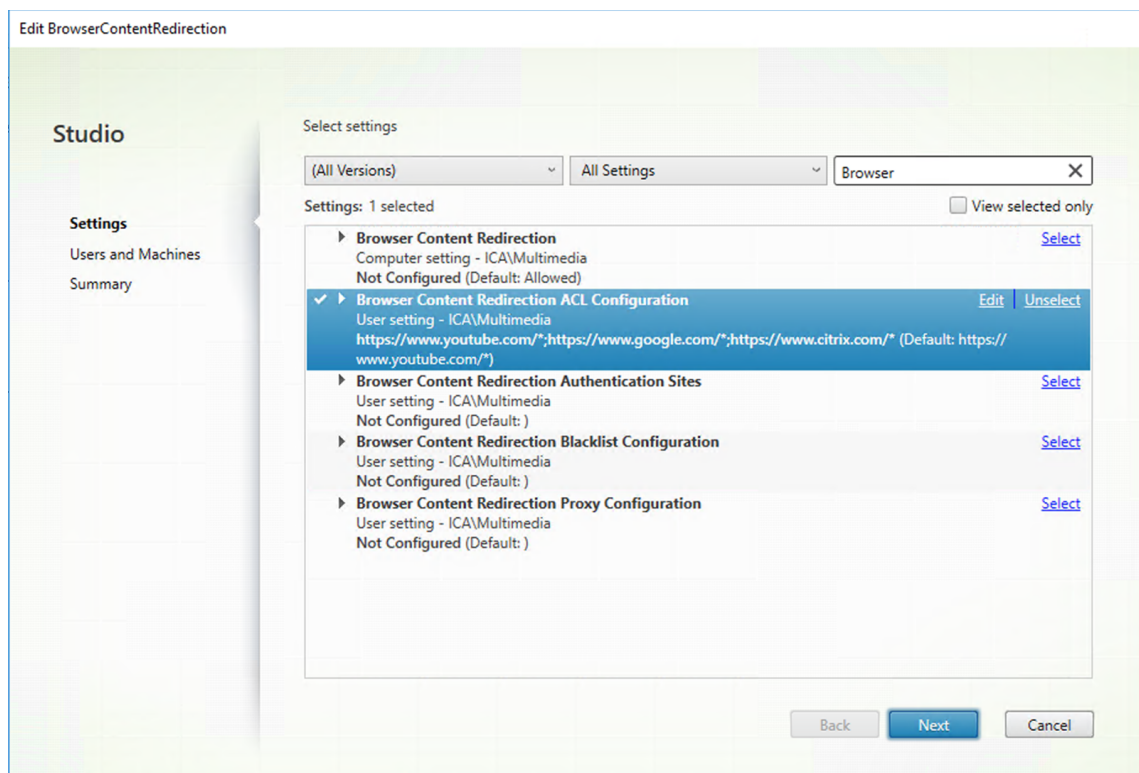 Edit BrowserContentRedirection
Studio
Settings
Users and Machines
Summary
Select settings
(All Versions)
All Settings
Browser
Settings: 1 selected
View selected only
Browser Content Redirection
Select
Computer setting - ICA\Multimedia
Not Configured (Default: Allowed)
Browser Content Redirection ACL Configuration
Edit
Unselect
User setting - ICA\Multimedia
https://www.youtube.com/*;https://www.google.com/*;https://www.citrix.com/* (Default: https://
www.youtube.com/*)
Browser Content Redirection Authentication Sites
Select
User setting - ICA\Multimedia
Not Configured (Default: )
Browser Content Redirection Blacklist Configuration
Select
User setting - ICA\Multimedia
Not Configured (Default: )
Browser Content Redirection Proxy Configuration
Select
User setting - ICA\Multimedia
Not Configured (Default: )
Back
Next
Cancel